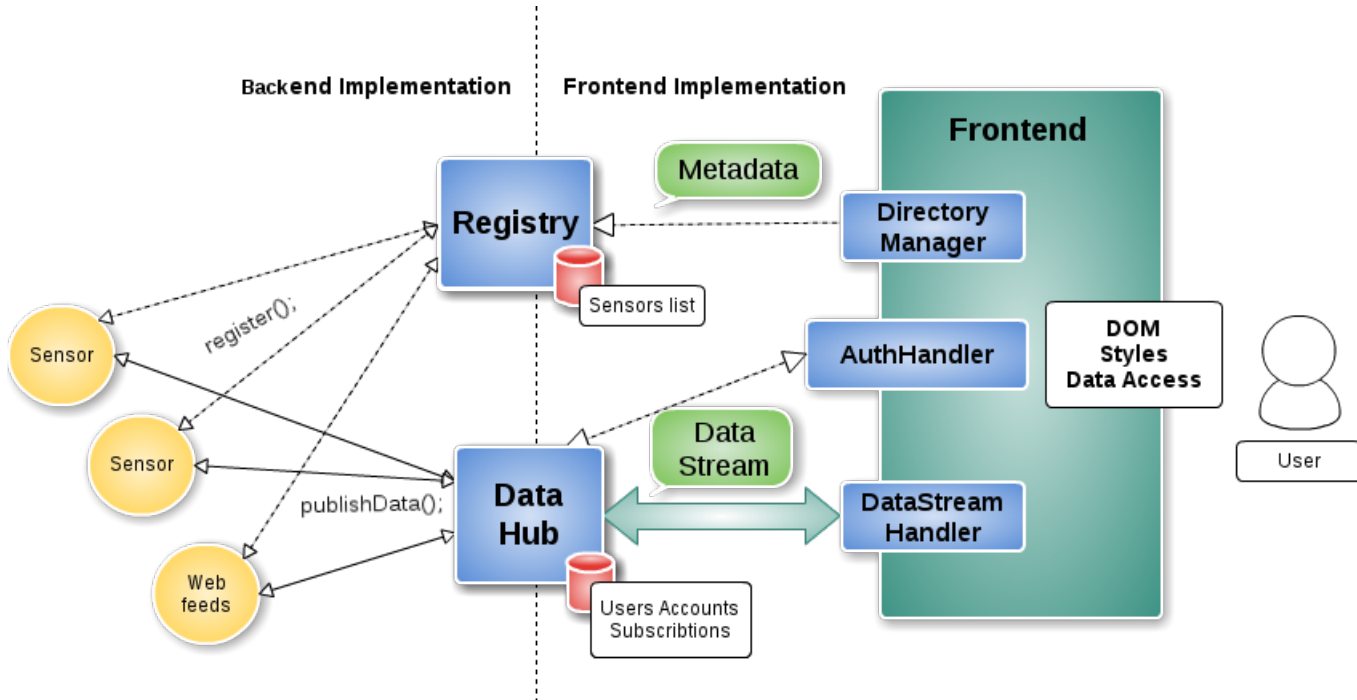 Backend Implementation
Frontend Implementation
Frontend
Metadata
Registry
Directory
Manager
Sensors list
register();
Sensor
AuthHandler
DOM
Styles
Data Access
Sensor
Data
Stream
User
publishData();
Data
Hub
DataStream
Handler
Web
feeds
Users Accounts
Subscribtions